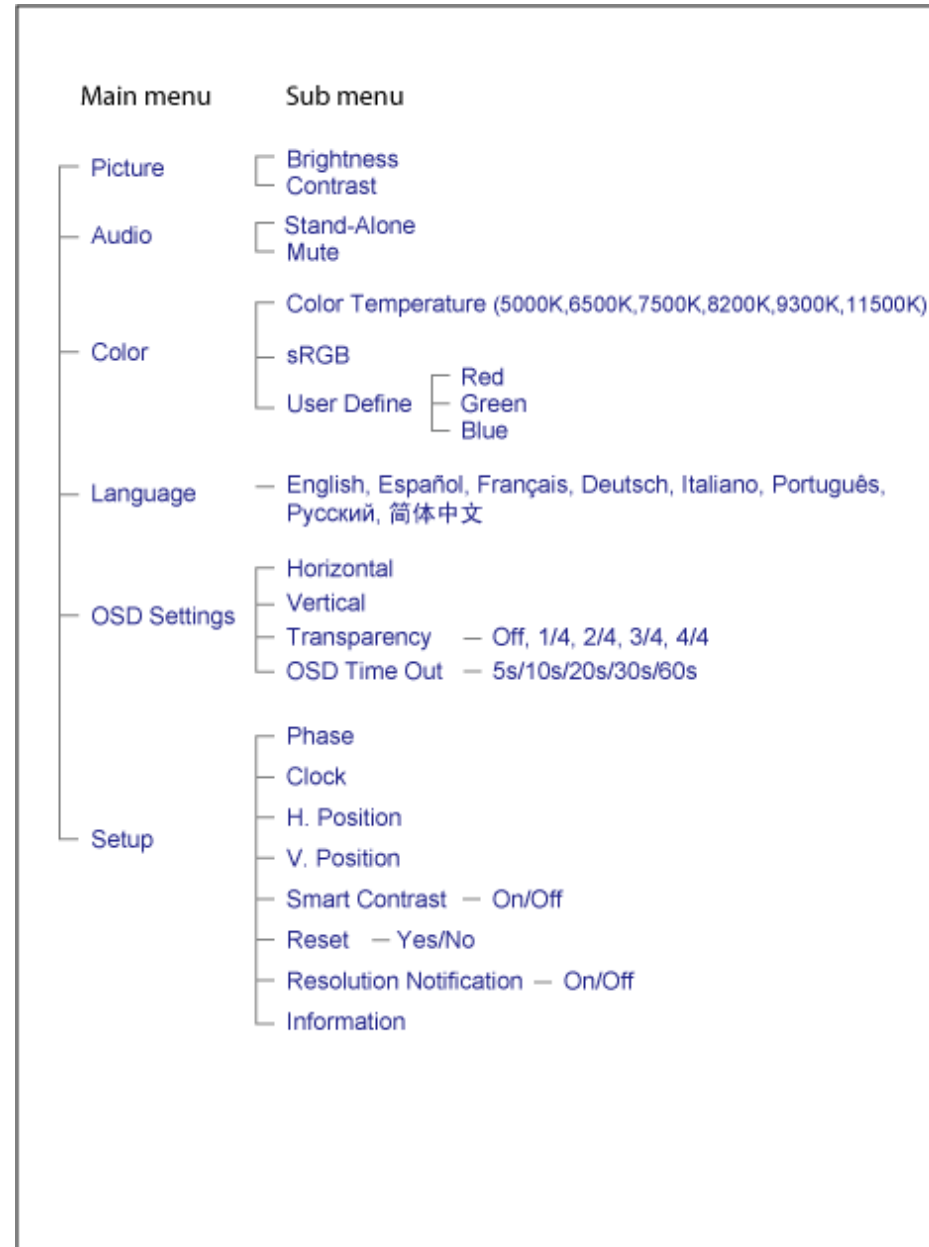 Main menu Sub menu
Picture Brightness
Contrast
Audio Stand-Alone
Mute
Color Temperature (5000K,6500K,7500K,8200K,9300K,11500K)
Color sRGB
Red
User Define Green
Blue
Language English, Español, Français, Deutsch, Italiano, Português,
Русский, 简体中文
Horizontal
Vertical
OSD Settings
Transparency — Off, 1/4, 2/4, 3/4, 4/4
OSD Time Out — 5s/10s/20s/30s/60s
Phase
Clock
H. Position
Setup
V. Position
Smart Contrast — On/Off
Reset — Yes/No
Resolution Notification — On/Off
Information